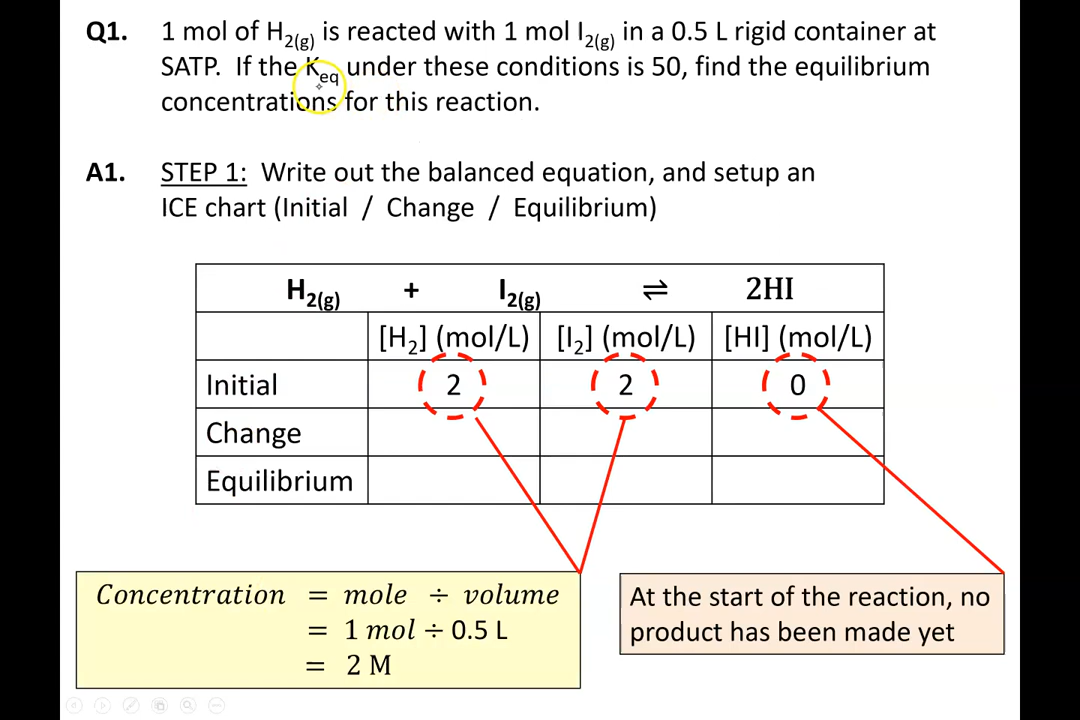 Q1. 1 mol of H2(g) is reacted with 1 mol I2(g) in a 0.5 L rigid container at
SATP. If the Keq under these conditions is 50, find the equilibrium
concentrations for this reaction.
A1. STEP 1: Write out the balanced equation, and setup an
ICE chart (Initial / Change / Equilibrium)
H2(g) + I2(g) ⇌ 2HI
[H2] (mol/L) [I2] (mol/L) [HI] (mol/L)
Initial 2 2 0
Change
Equilibrium
Concentration = mole ÷ volume
= 1 mol ÷ 0.5 L
= 2 M
At the start of the reaction, no
product has been made yet